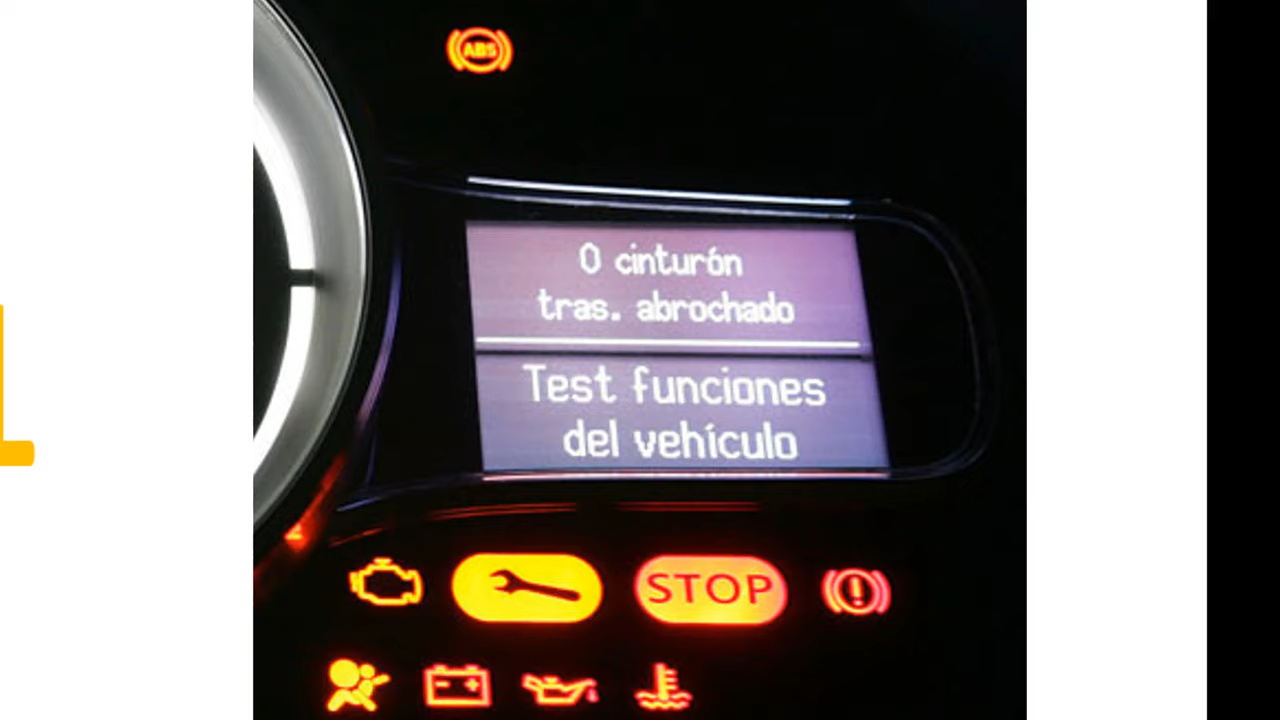 ABS
0 cinturón
tras. abrochado
Test funciones
del vehículo
STOP